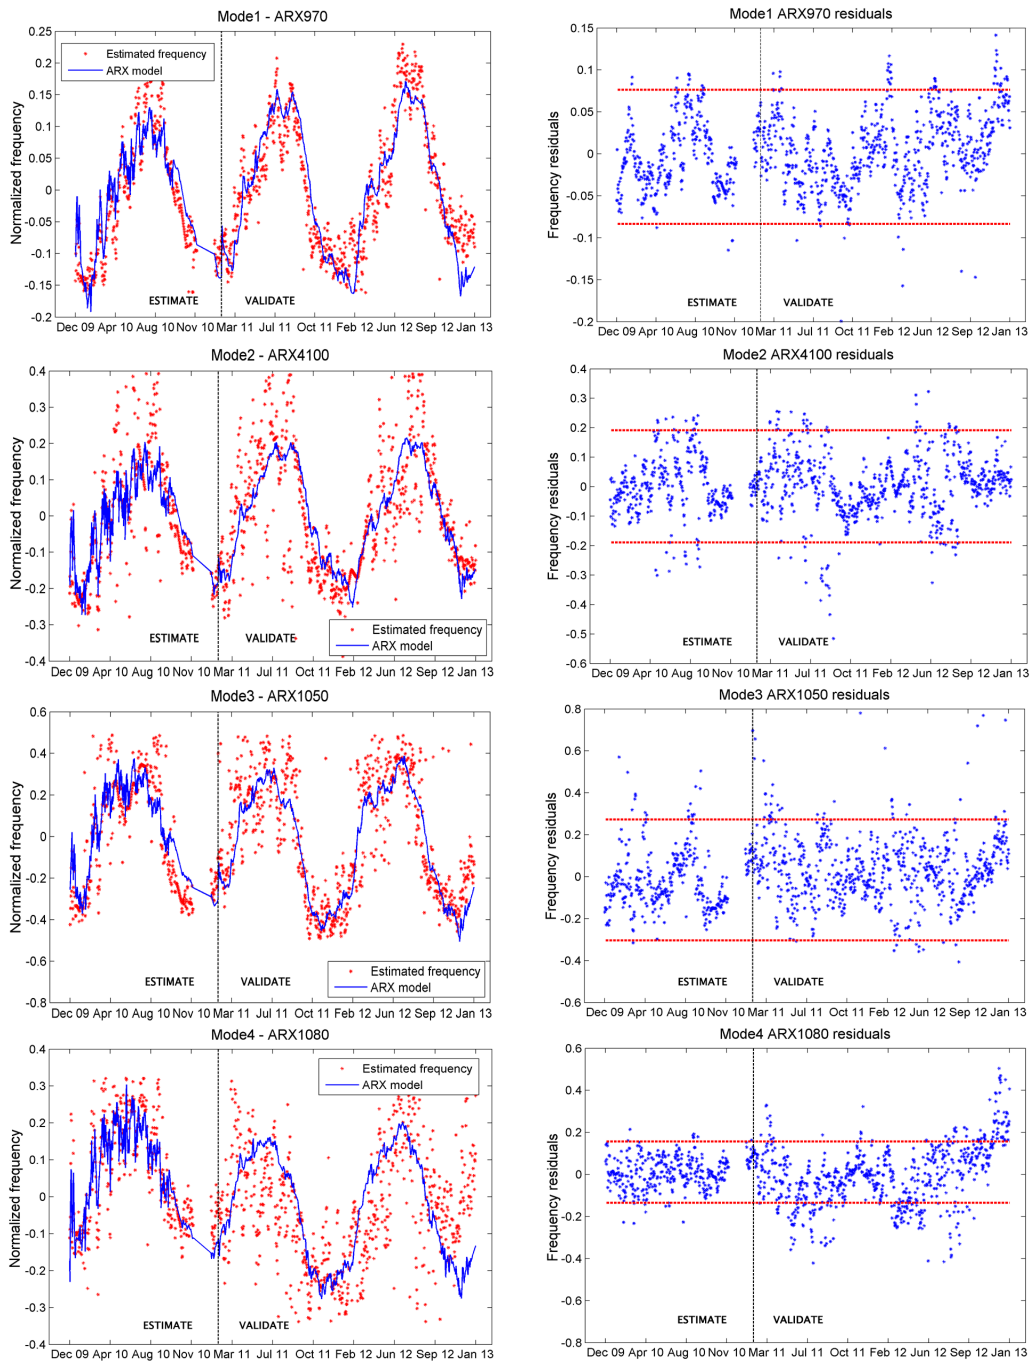 Mode1 - ARX970
Normalized frequency
0.25
0.2
0.15
0.1
0.05
0
-0.05
-0.1
-0.15
-0.2
Estimated frequency
ARX model
ESTIMATE VALIDATE
Dec 09 Apr 10 Aug 10 Nov 10 Mar 11 Jul 11 Oct 11 Feb 12 Jun 12 Sep 12 Jan 13
Mode1 ARX970 residuals
Frequency residuals
0.15
0.1
0.05
0
-0.05
-0.1
0.15
-0.2
ESTIMATE VALIDATE
Dec 09 Apr 10 Aug 10 Nov 10 Mar 11 Jul 11 Oct 11 Feb 12 Jun 12 Sep 12 Jan 13
Mode2 - ARX4100
Normalized frequency
0.4
0.3
0.2
0.1
0
-0.1
-0.2
-0.3
-0.4
ESTIMATE VALIDATE
Estimated frequency
ARX model
Dec 09 Apr 10 Aug 10 Nov 10 Mar 11 Jul 11 Oct 11 Feb 12 Jun 12 Sep 12 Jan 13
Mode2 ARX4100 residuals
Frequency residuals
0.4
0.3
0.2
0.1
0
-0.1
-0.2
-0.3
-0.4
-0.5
-0.6
ESTIMATE VALIDATE
Dec 09 Apr 10 Aug 10 Nov 10 Mar 11 Jul 11 Oct 11 Feb 12 Jun 12 Sep 12 Jan 13
Mode3 - ARX1050
Normalized frequency
0.6
0.4
0.2
0
-0.2
-0.4
-0.6
-0.8
ESTIMATE VALIDATE
Estimated frequency
ARX model
Dec 09 Apr 10 Aug 10 Nov 10 Mar 11 Jul 11 Oct 11 Feb 12 Jun 12 Sep 12 Jan 13
Mode3 ARX1050 residuals
Frequency residuals
0.8
0.6
0.4
0.2
0
-0.2
-0.4
-0.6
ESTIMATE VALIDATE
Dec 09 Apr 10 Aug 10 Nov 10 Mar 11 Jul 11 Oct 11 Feb 12 Jun 12 Sep 12 Jan 13
Mode4 - ARX1080
Normalized frequency
0.4
0.3
0.2
0.1
0
-0.1
-0.2
-0.3
-0.4
Estimated frequency
ARX model
ESTIMATE VALIDATE
Dec 09 Apr 10 Aug 10 Nov 10 Mar 11 Jul 11 Oct 11 Feb 12 Jun 12 Sep 12 Jan 13
Mode4 ARX1080 residuals
Frequency residuals
0.6
0.4
0.2
0
-0.2
-0.4
-0.6
-0.8
ESTIMATE VALIDATE
Dec 09 Apr 10 Aug 10 Nov 10 Mar 11 Jul 11 Oct 11 Feb 12 Jun 12 Sep 12 Jan 13